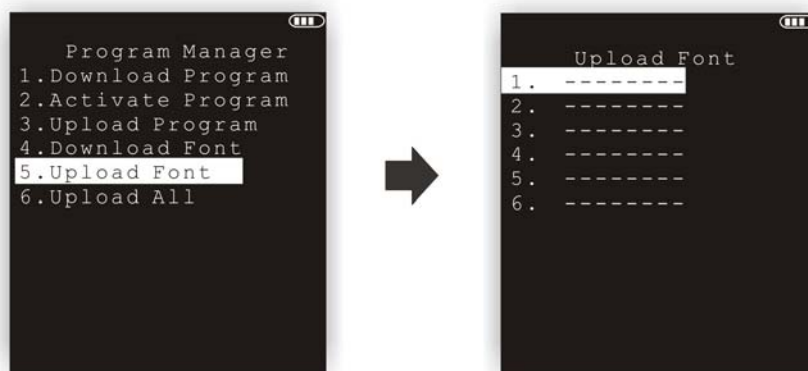 Program Manager
1.Download Program
2.Activate Program
3.Upload Program
4.Download Font
5.Upload Font
6.Upload All
Upload Font
1. --------
2. --------
3. --------
4. --------
5. --------
6. --------